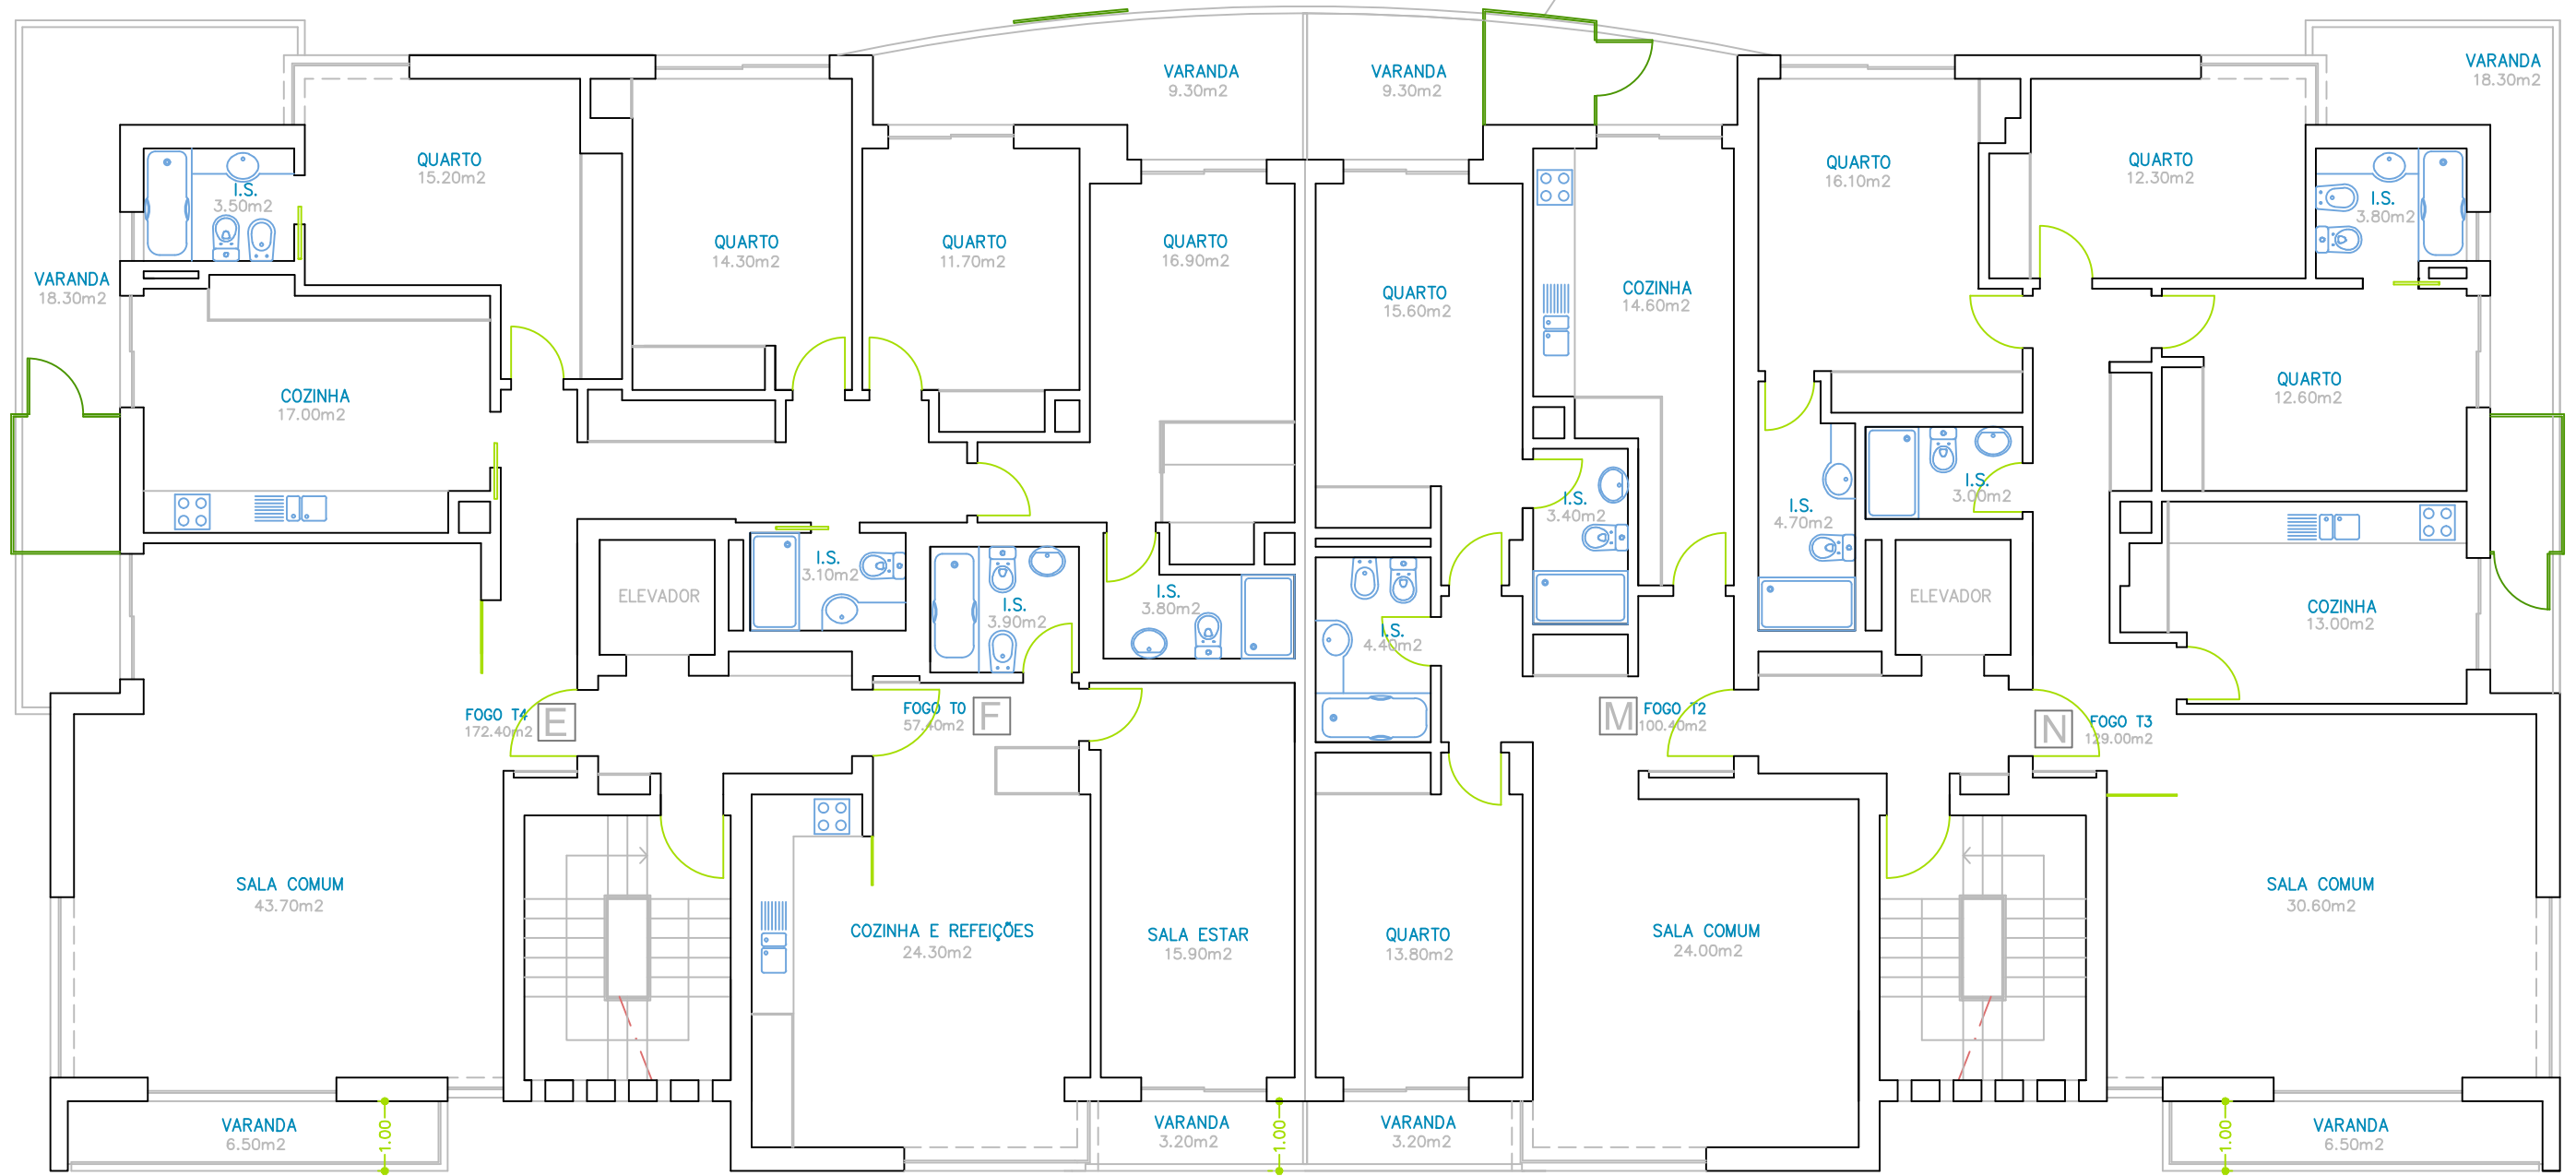 VARANDA
9.30m2
VARANDA
9.30m2
VARANDA
18.30m2
QUARTO
15.20m2
QUARTO
16.10m2
QUARTO
12.30m2
I.S.
3.50m2
I.S.
3.80m2
QUARTO
14.30m2
QUARTO
11.70m2
QUARTO
16.90m2
VARANDA
18.30m2
QUARTO
15.60m2
COZINHA
14.60m2
COZINHA
17.00m2
QUARTO
12.60m2
I.S.
3.40m2
I.S.
4.70m2
I.S.
3.00m2
I.S.
3.10m2
ELEVADOR
I.S.
3.90m2
I.S.
3.80m2
I.S.
4.40m2
ELEVADOR
COZINHA
13.00m2
FOGO T4
172.40m2
E
FOGO T0
57.40m2
F
M
FOGO T2
100.40m2
N
FOGO T3
129.00m2
SALA COMUM
43.70m2
COZINHA E REFEIÇÕES
24.30m2
SALA ESTAR
15.90m2
QUARTO
13.80m2
SALA COMUM
24.00m2
SALA COMUM
30.60m2
VARANDA
6.50m2
1.00
VARANDA
3.20m2
1.00
VARANDA
3.20m2
1.00
VARANDA
6.50m2